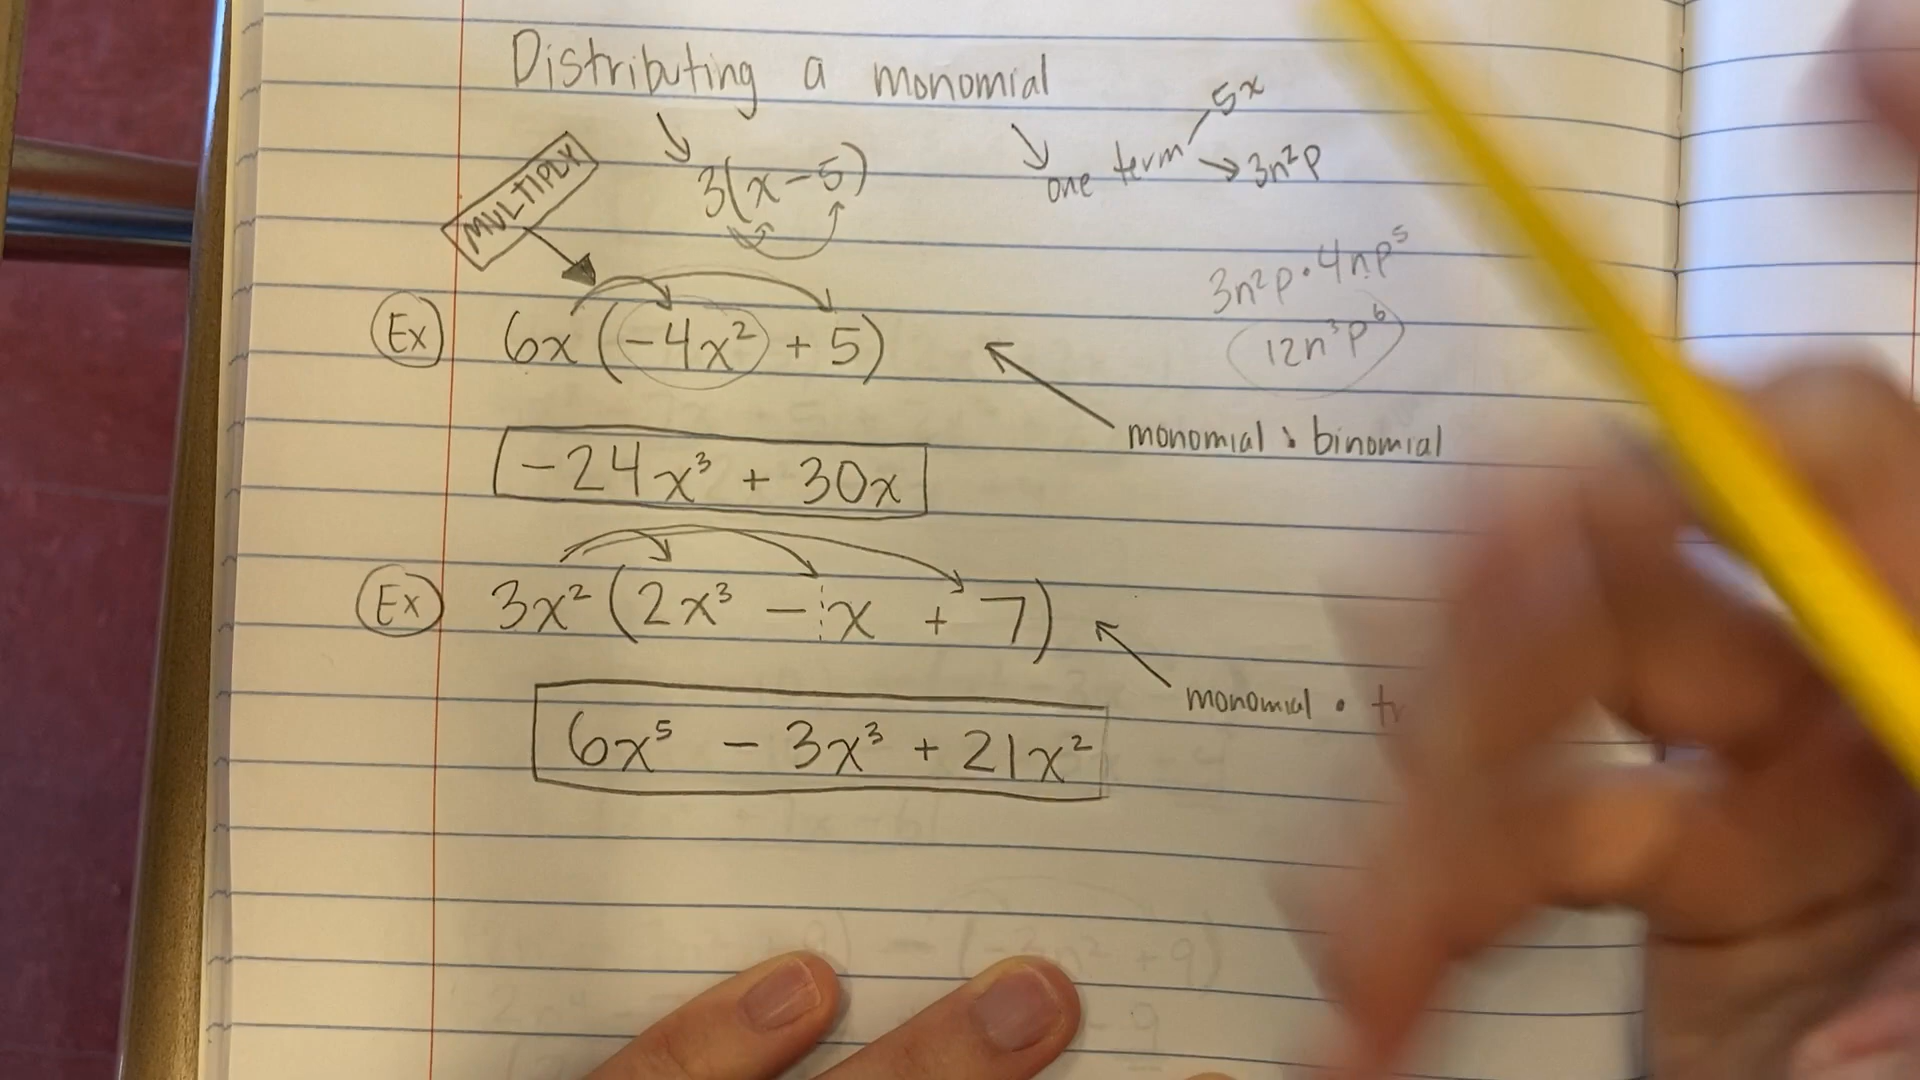 Distributing a monomial
5x
one term → 3n²p
MULTIPLY
3(x - 5)
3n²p · 4np⁵
12n³p⁶
Ex 6x(-4x² + 5)
monomial · binomial
-24x³ + 30x
Ex 3x²(2x³ - x + 7)
monomial ·
6x⁵ - 3x³ + 21x²